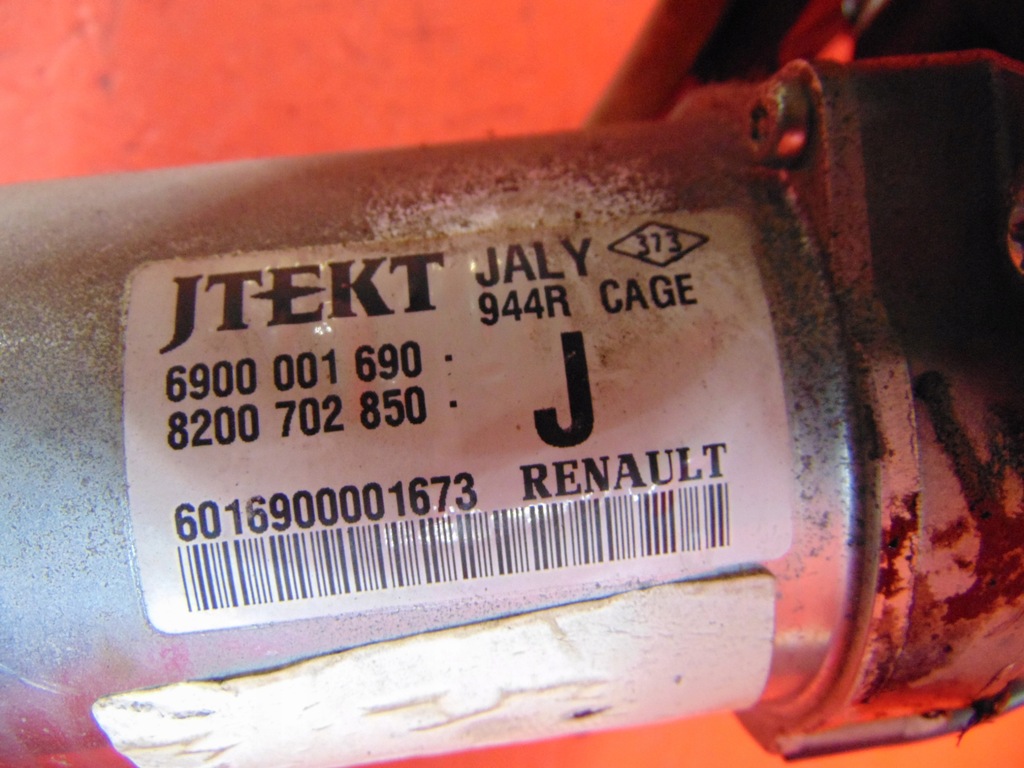 JTEKT JALY 373
944R CAGE
6900 001 690 .
8200 702 850 .
J
RENAULT
6016900001673